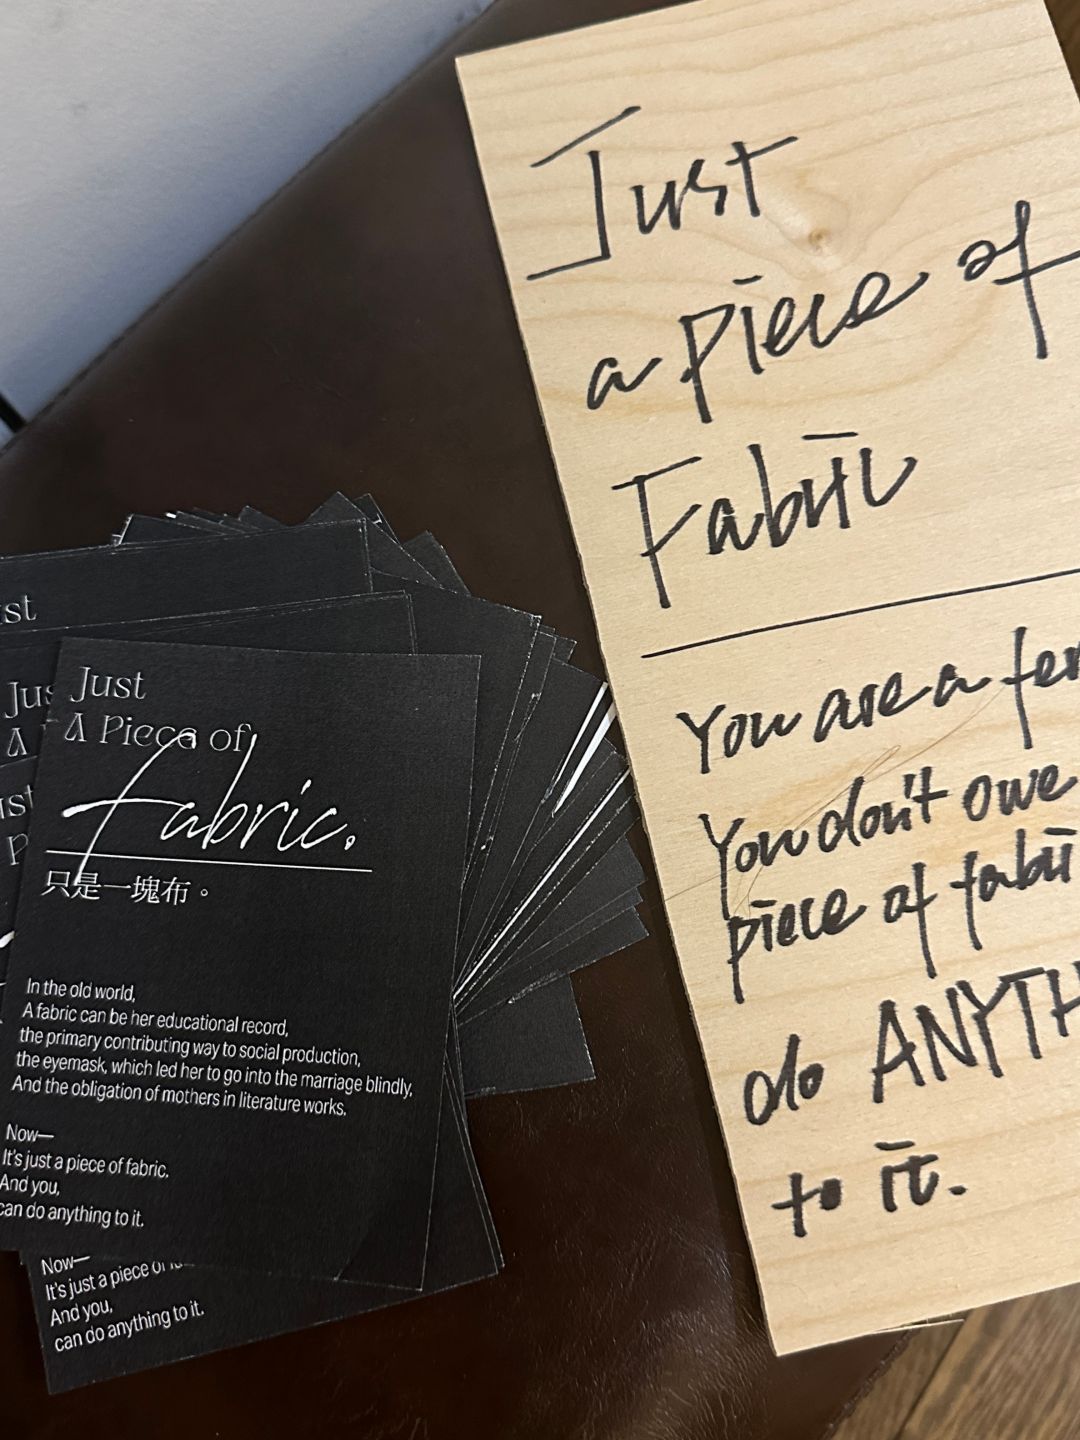 Just
A Piece of
fabric.
只是一塊布。
In the old world,
A fabric can be her educational record,
the primary contributing way to social production,
the eyemask, which led her to go into the marriage blindly,
And the obligation of mothers in literature works.
Now—
It's just a piece of fabric.
And you,
can do anything to it.
Now—
It's just a piece of
And you,
can do anything to it.
Just
a piece of
Fabric
You are a
You don't owe
piece of fabric
do
to it.